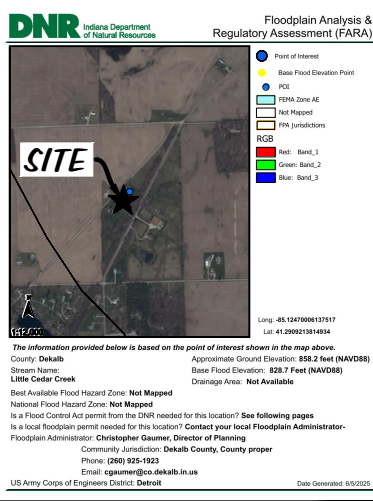 DNR Indiana Department
of Natural Resources
Floodplain Analysis &
Regulatory Assessment (FARA)
SITE
1:12,000
Point of Interest
Base Flood Elevation Point
POI
FEMA Zone AE
Not Mapped
FPA Jurisdictions
RGB
Red: Band_1
Green: Band_2
Blue: Band_3
Long: -85.12470006137517
Lat: 41.2909213814934
The information provided below is based on the point of interest shown in the map above.
County: Dekalb
Approximate Ground Elevation: 858.2 feet (NAVD88)
Stream Name:
Base Flood Elevation: 828.7 Feet (NAVD88)
Little Cedar Creek
Drainage Area: Not Available
Best Available Flood Hazard Zone: Not Mapped
National Flood Hazard Zone: Not Mapped
Is a Flood Control Act permit from the DNR needed for this location? See following pages
Is a local floodplain permit needed for this location? Contact your local Floodplain Administrator-
Floodplain Administrator: Christopher Gaumer, Director of Planning
Community Jurisdiction: Dekalb County, County proper
Phone: (260) 925-1923
Email: cgaumer@co.dekalb.in.us
US Army Corps of Engineers District: Detroit
Date Generated: 6/5/2025